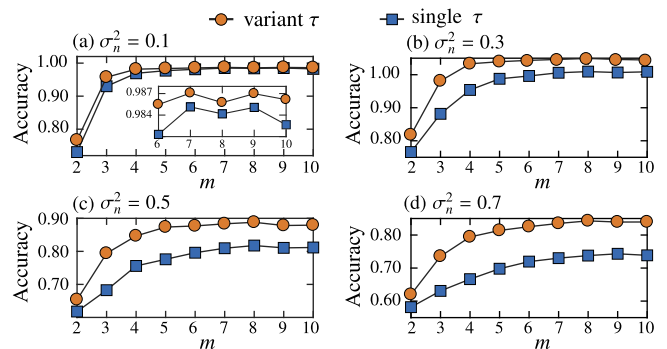 variant τ single τ
(a) σ_n^2 = 0.1 (b) σ_n^2 = 0.3
Accuracy 1.00 0.90 0.80
0.987 0.984
6 7 8 9 10
2 3 4 5 6 7 8 9 10
m
Accuracy 1.00 0.90 0.80
2 3 4 5 6 7 8 9 10
m
(c) σ_n^2 = 0.5 (d) σ_n^2 = 0.7
Accuracy 0.90 0.80 0.70
2 3 4 5 6 7 8 9 10
m
Accuracy 0.80 0.70 0.60
2 3 4 5 6 7 8 9 10
m